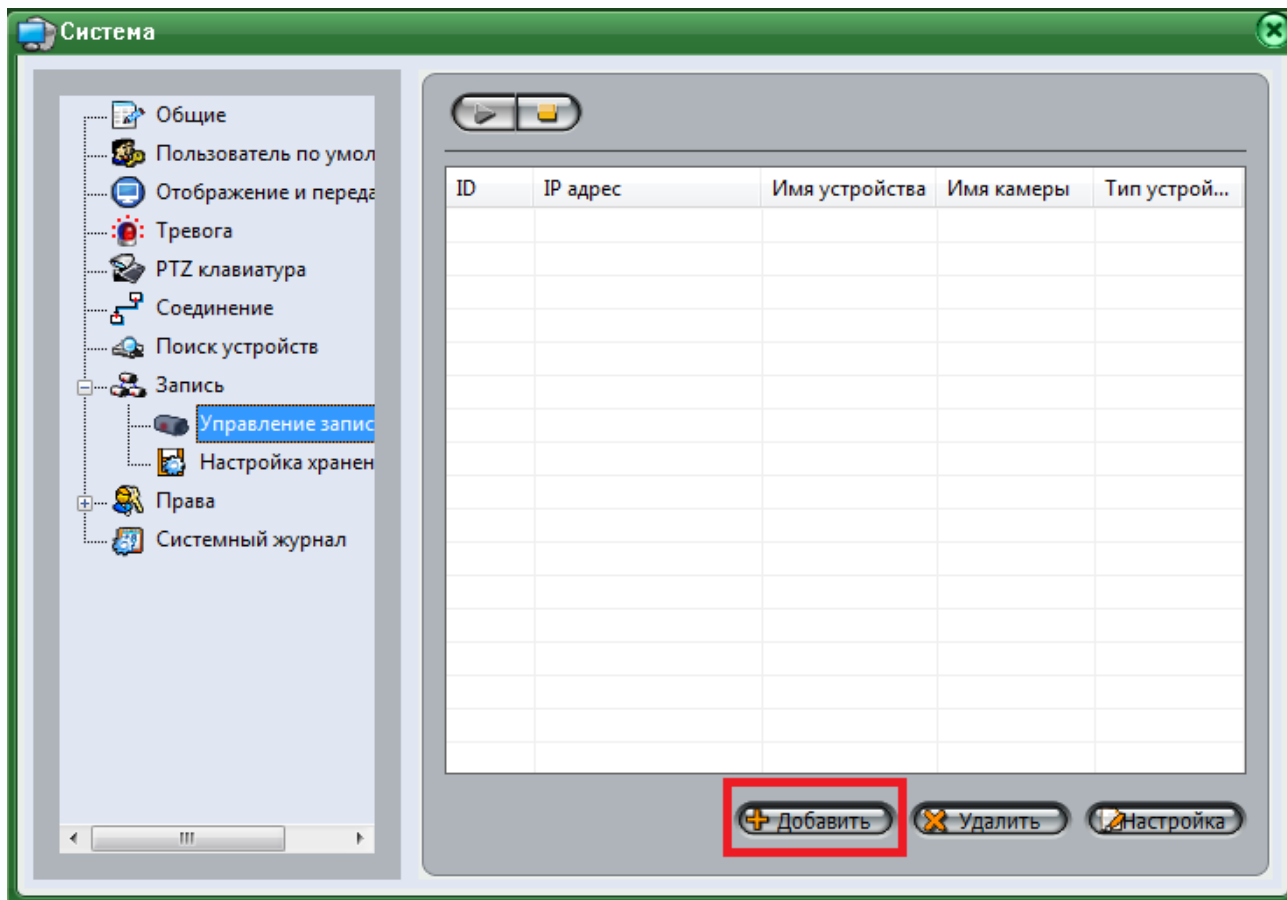 Система
Общие
Пользователь по умол
Отображение и переда
Тревога
PTZ клавиатура
Соединение
Поиск устройств
Запись
Управление запис
Настройка хранен
Права
Системный журнал
ID IP адрес Имя устройства Имя камеры Тип устрой...
Добавить Удалить Настройка